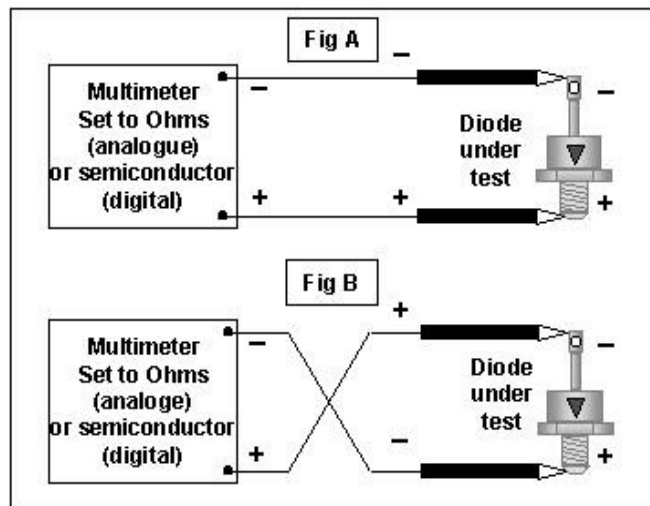 Fig A
Multimeter
Set to Ohms
(analogue)
or semiconductor
(digital)
−
+
−
+
Diode
under
test
−
+
Fig B
Multimeter
Set to Ohms
(analoge)
or semiconductor
(digital)
−
+
+
−
Diode
under
test
−
+